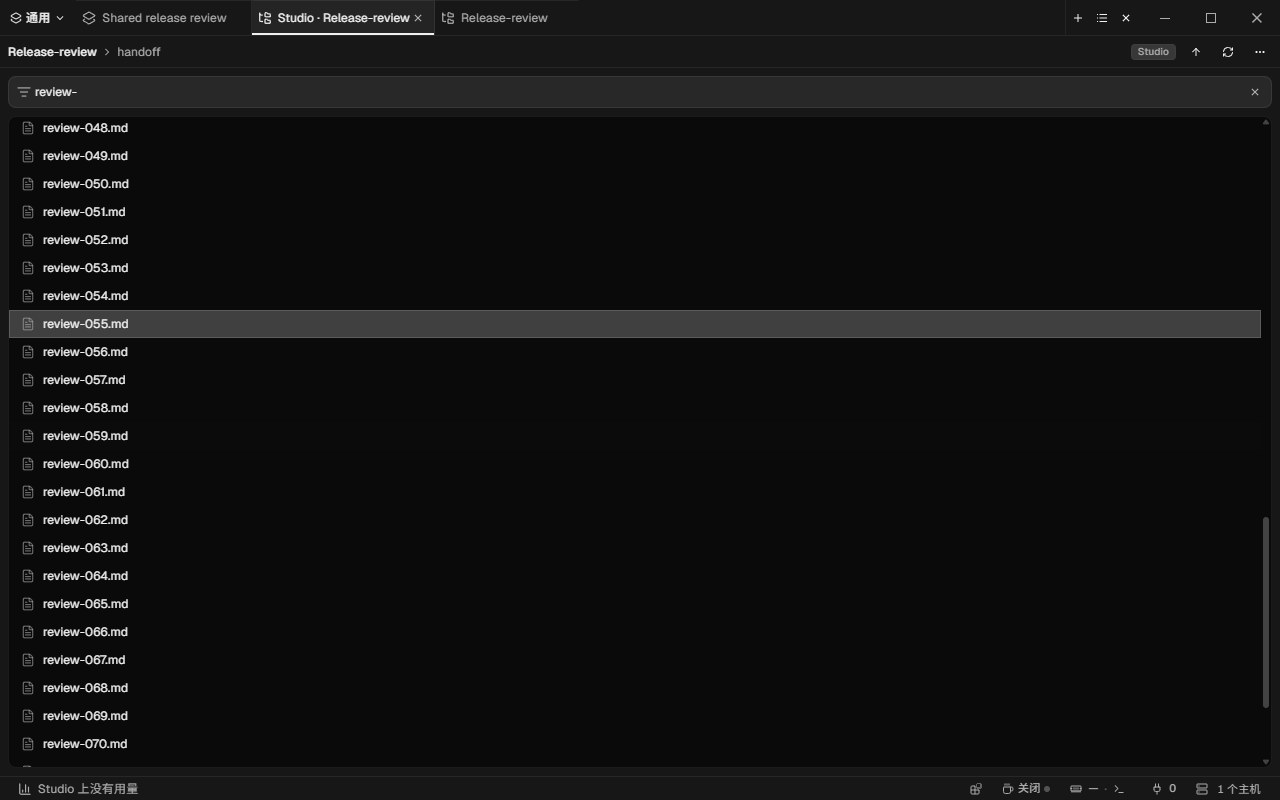 通用
Shared release review
Studio · Release-review
Release-review
Release-review > handoff
Studio
review-
review-048.md
review-049.md
review-050.md
review-051.md
review-052.md
review-053.md
review-054.md
review-055.md
review-056.md
review-057.md
review-058.md
review-059.md
review-060.md
review-061.md
review-062.md
review-063.md
review-064.md
review-065.md
review-066.md
review-067.md
review-068.md
review-069.md
review-070.md
Studio 上没有用量
关闭
— ·
0
1 个主机